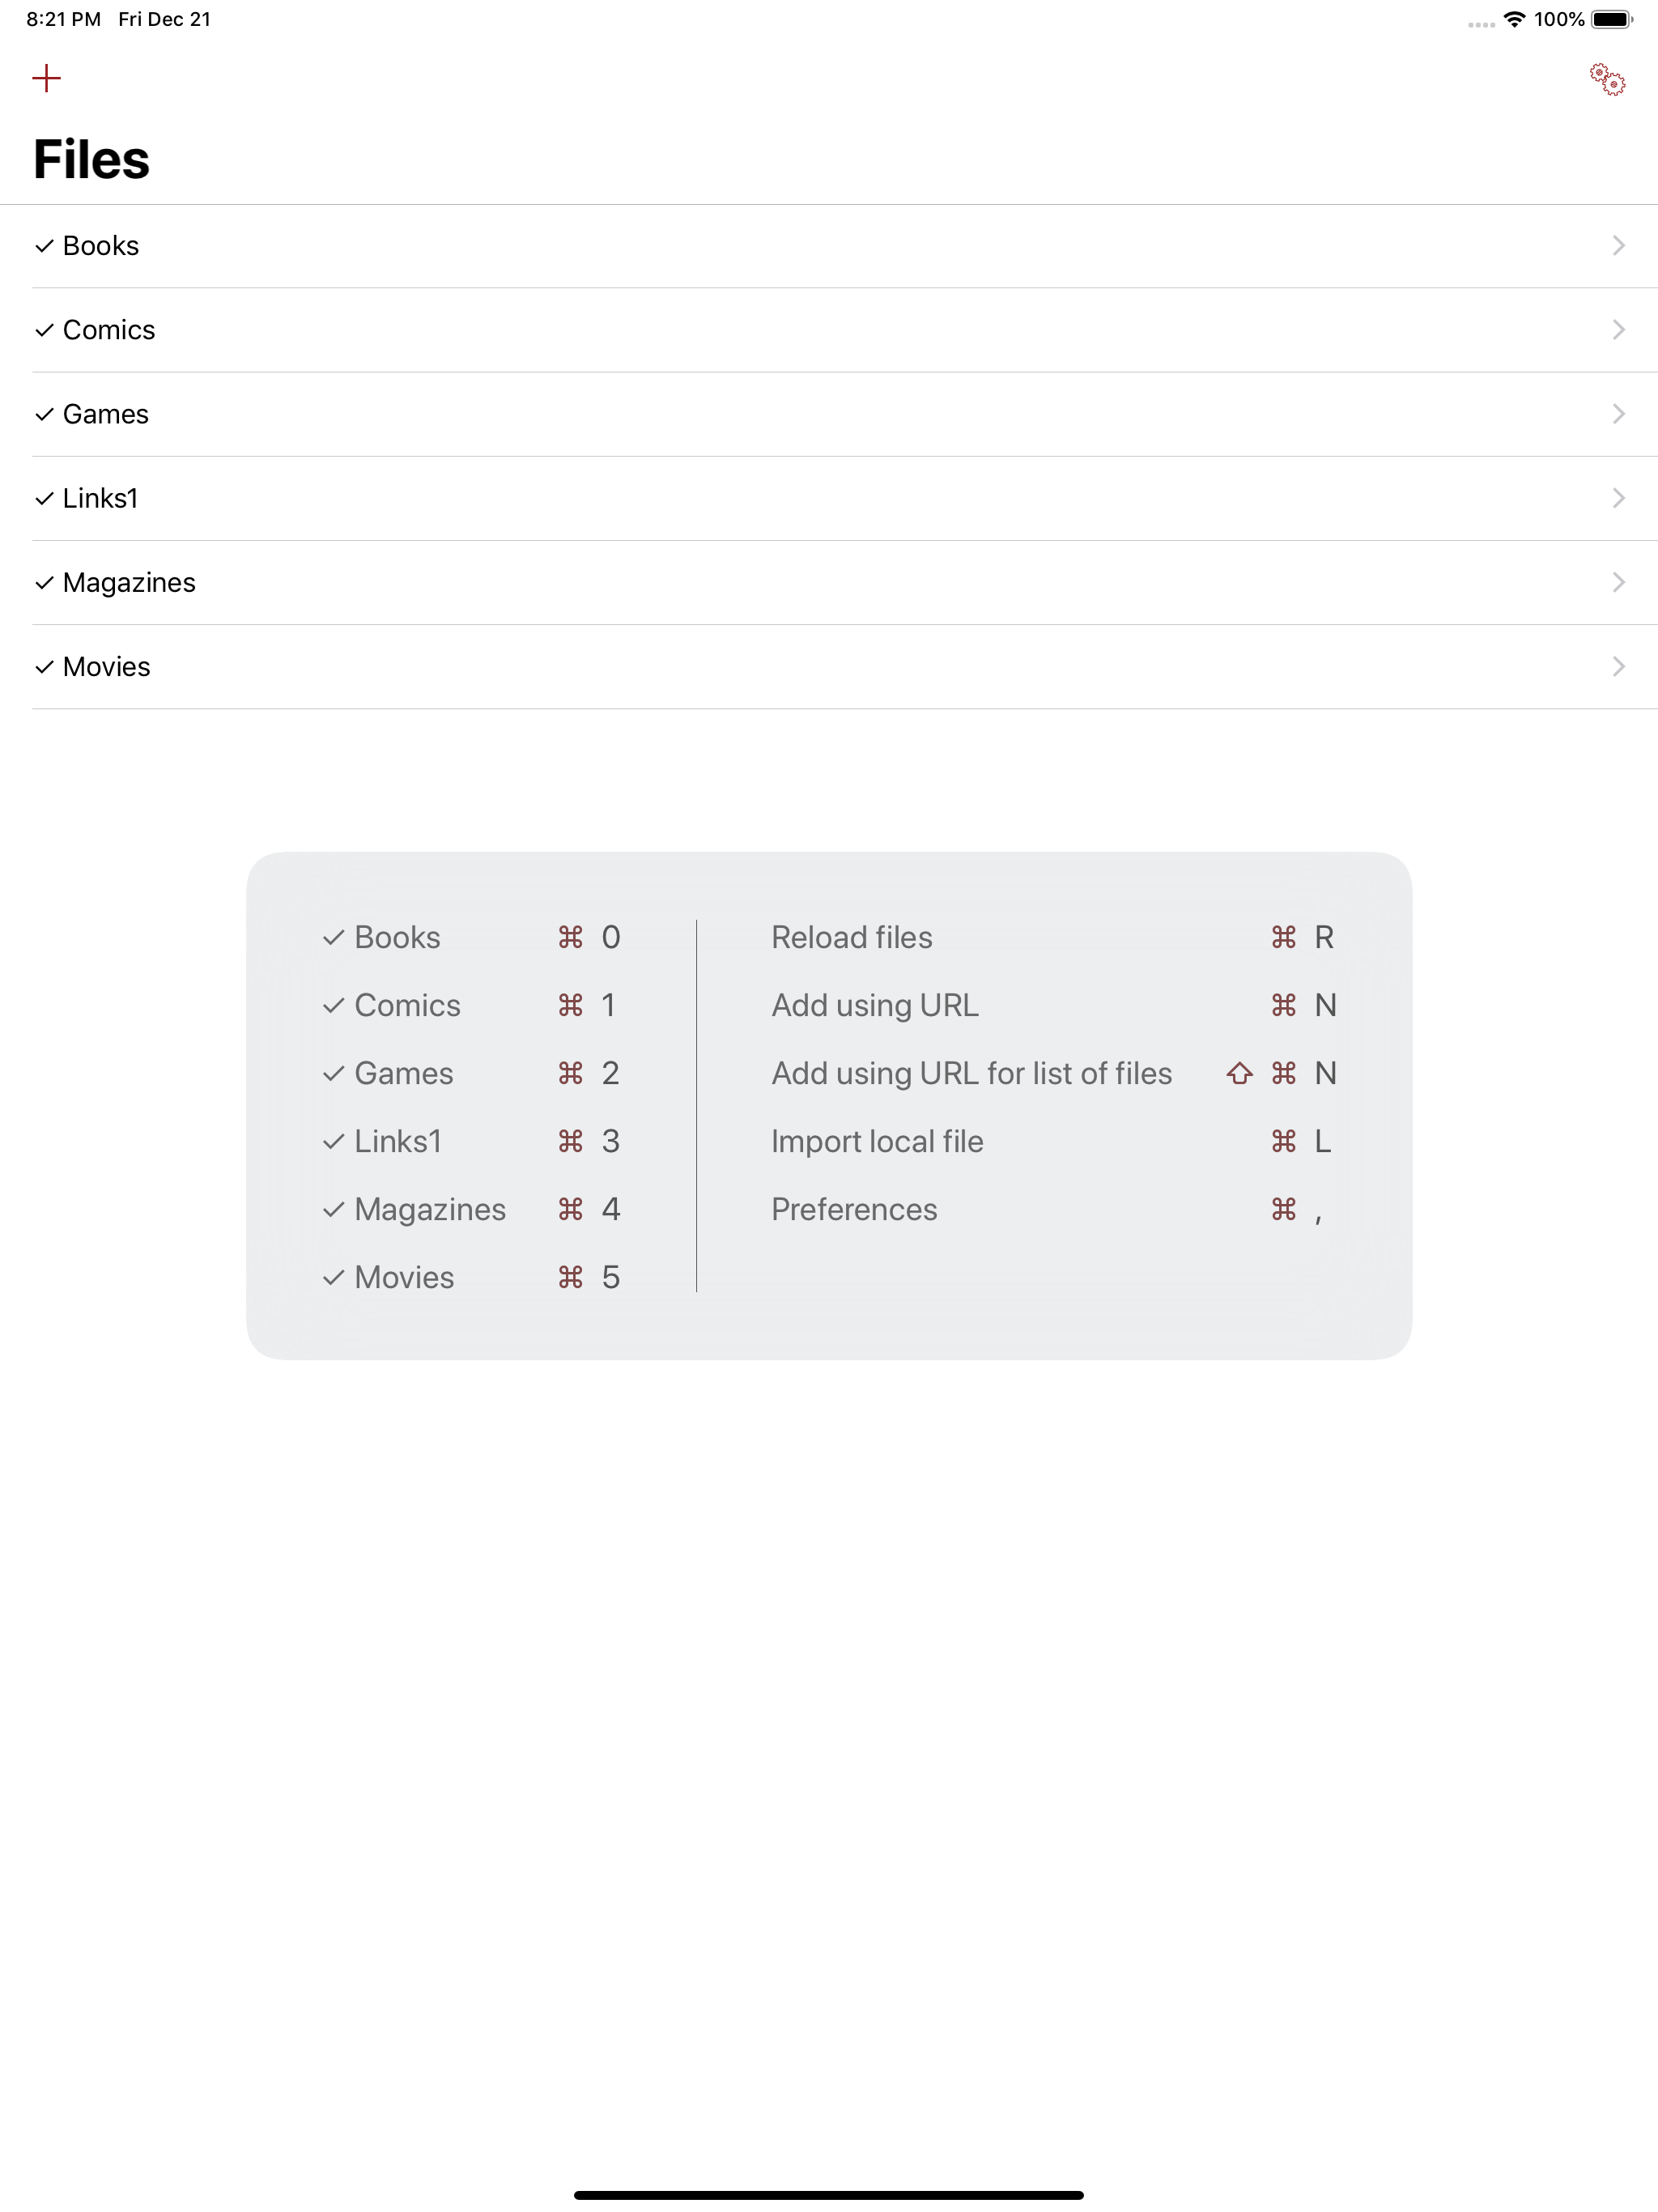 8:21 PM Fri Dec 21 100%
Files
✓ Books
✓ Comics
✓ Games
✓ Links1
✓ Magazines
✓ Movies
✓ Books ⌘ 0
✓ Comics ⌘ 1
✓ Games ⌘ 2
✓ Links1 ⌘ 3
✓ Magazines ⌘ 4
✓ Movies ⌘ 5
Reload files ⌘ R
Add using URL ⌘ N
Add using URL for list of files ⇧ ⌘ N
Import local file ⌘ L
Preferences ⌘ ,